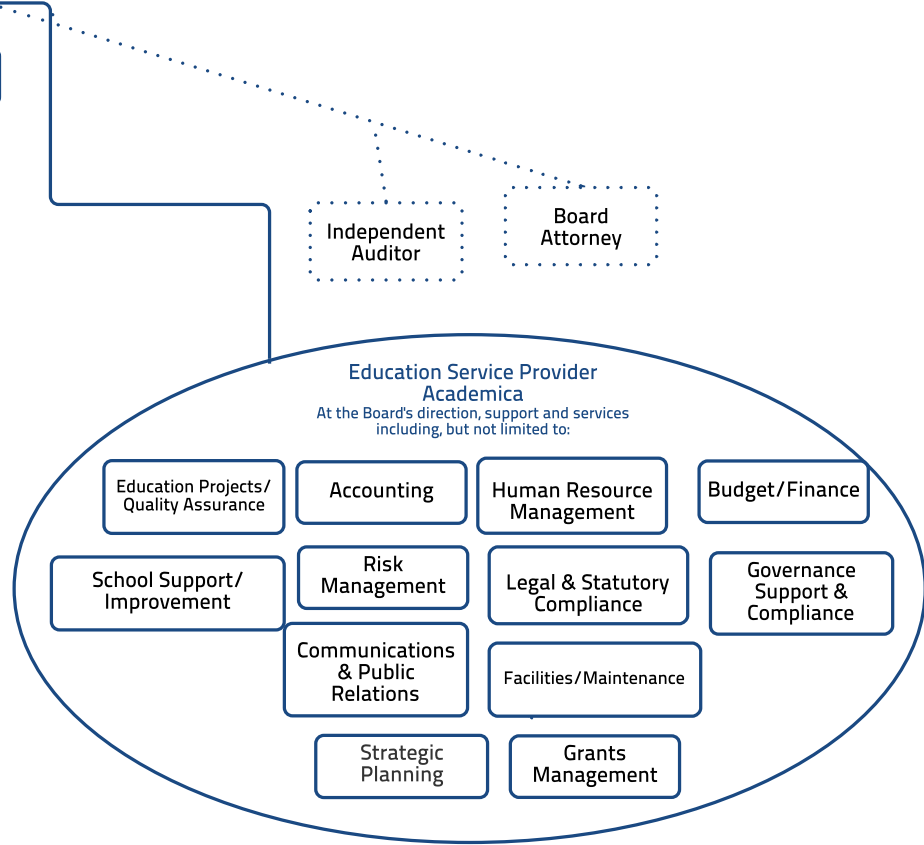 Independent
Auditor
Board
Attorney
Education Service Provider
Academica
At the Board's direction, support and services
including, but not limited to:
Education Projects/
Quality Assurance
Accounting
Human Resource
Management
Budget/Finance
School Support/
Improvement
Risk
Management
Legal & Statutory
Compliance
Governance
Support &
Compliance
Communications
& Public
Relations
Facilities/Maintenance
Strategic
Planning
Grants
Management